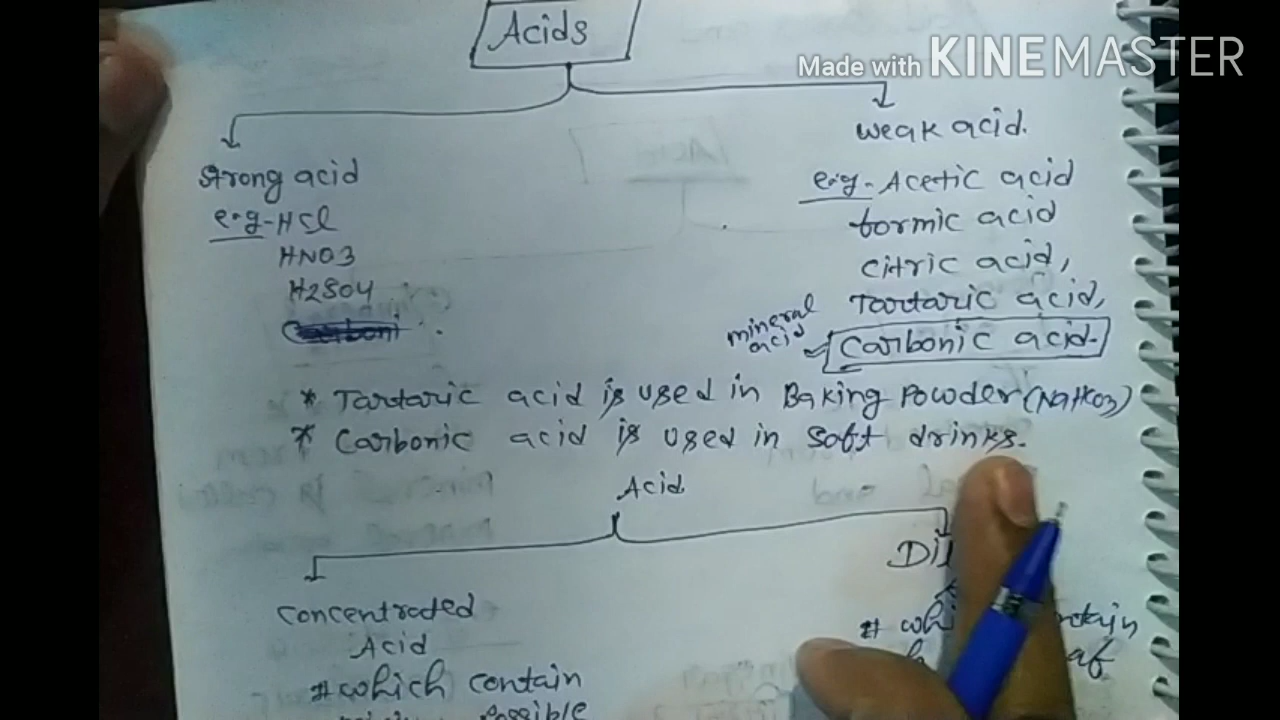 Acids
Made with KINEMASTER
Weak acid.
Strong acid
e.g - Acetic acid
e.g - HCl
formic acid
HNO3
citric acid,
H2SO4
Tartaric acid,
mineral acid
Carbonic acid.
* Tartaric acid is used in Baking Powder (NaHCO3)
* Carbonic acid is used in soft drinks.
Acid
Concentrated
Acid
# which contain
possible